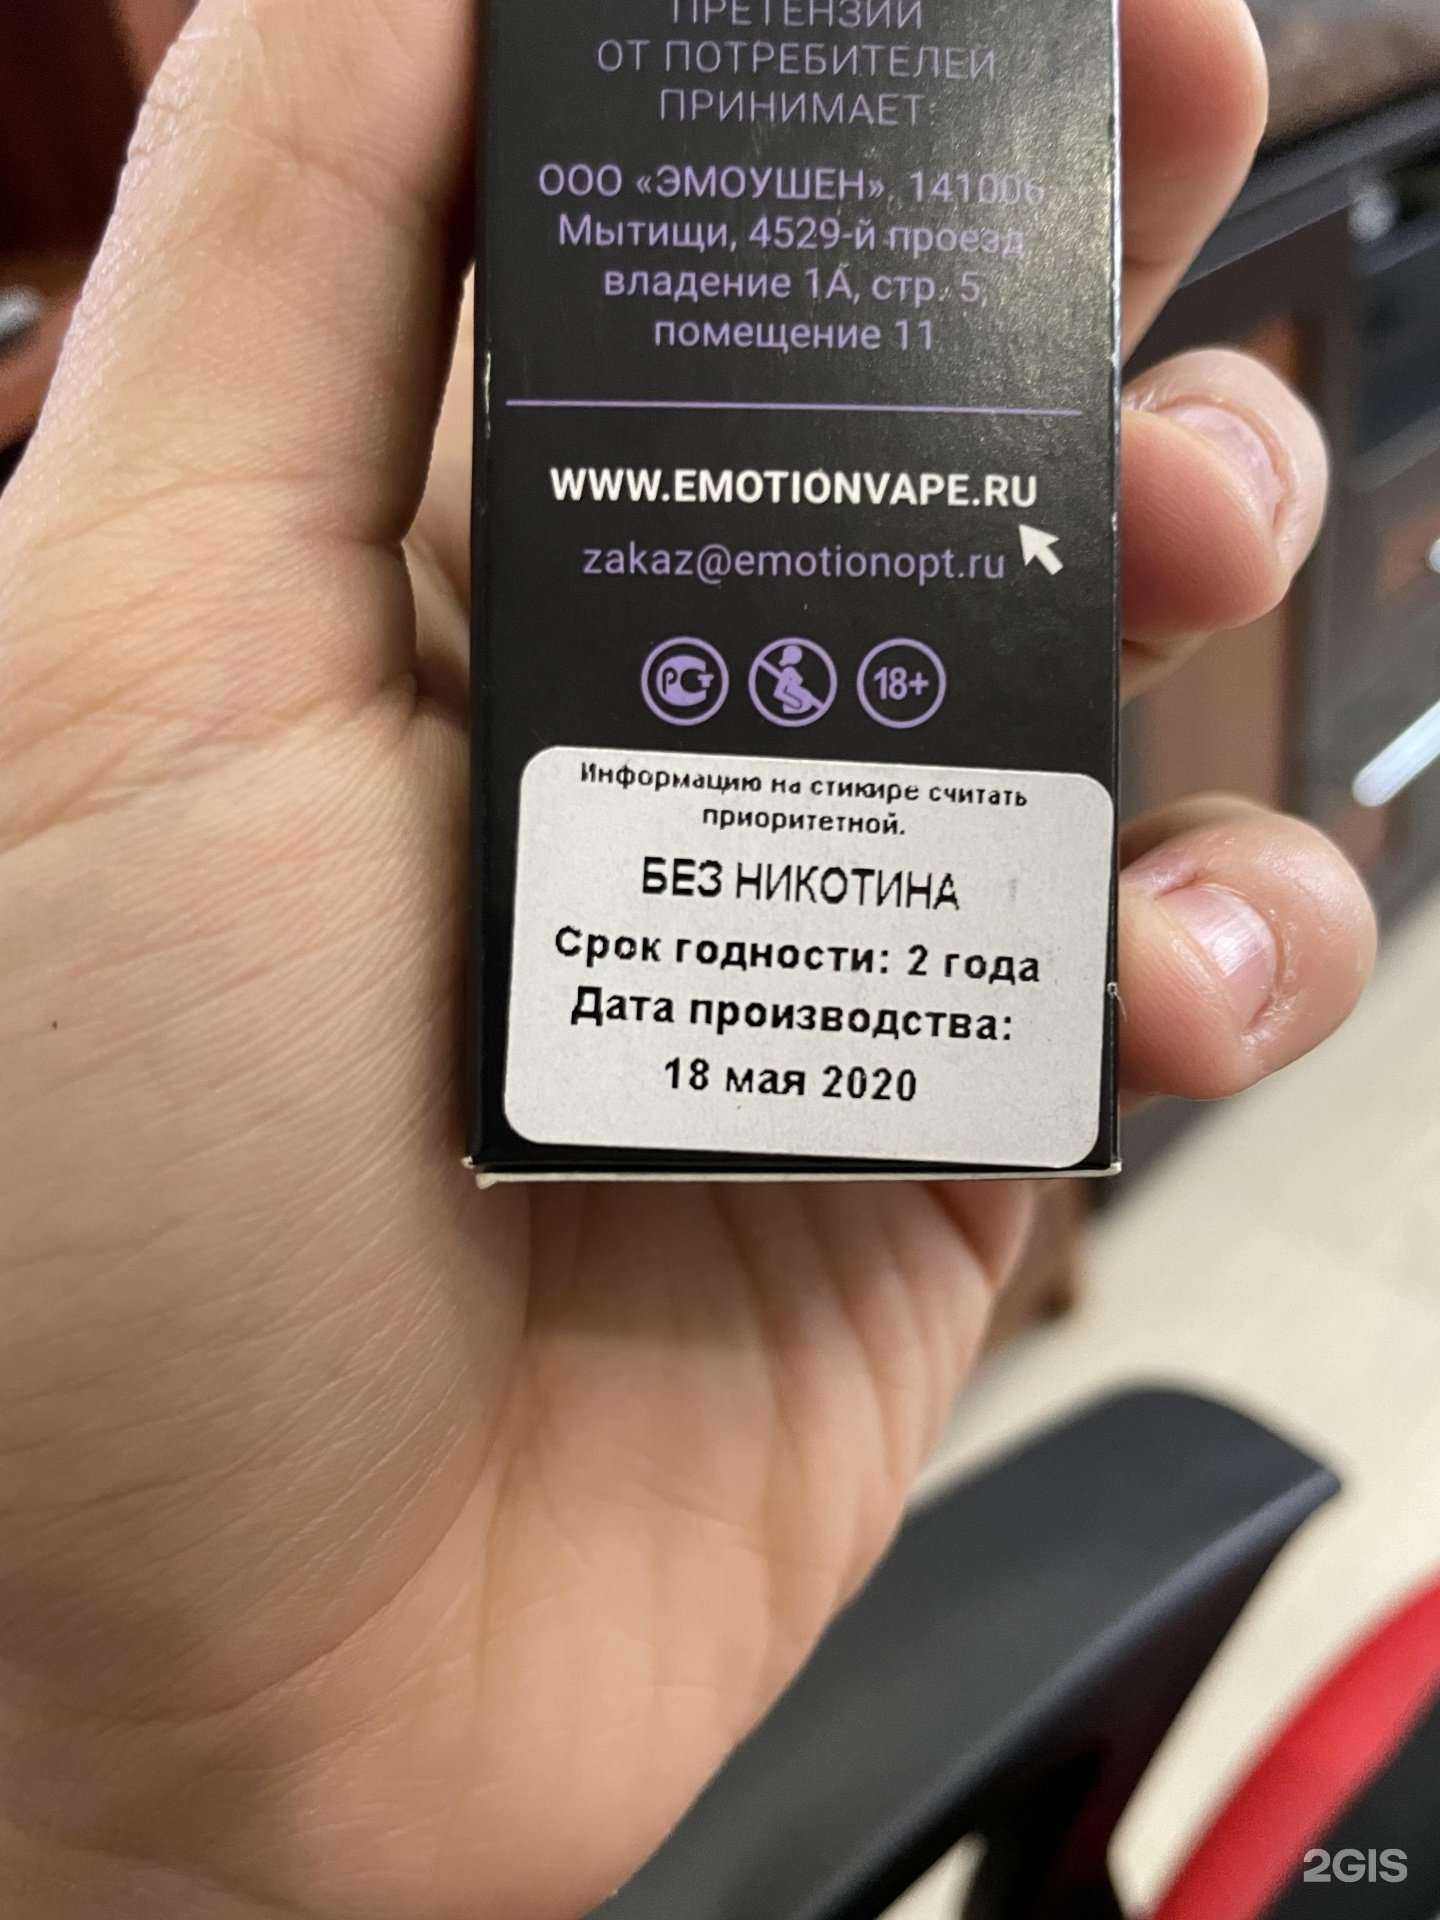 ПРЕТЕНЗИИ
ОТ ПОТРЕБИТЕЛЕЙ
ПРИНИМАЕТ:
ООО «ЭМОУШЕН», 141006
Мытищи, 4529-й проезд
владение 1А, стр. 5,
помещение 11
WWW.EMOTIONVAPE.RU
zakaz@emotionopt.ru
РСТ 18+
Информацию на стикире считать
приоритетной.
БЕЗ НИКОТИНА
Срок годности: 2 года
Дата производства:
18 мая 2020
2GIS